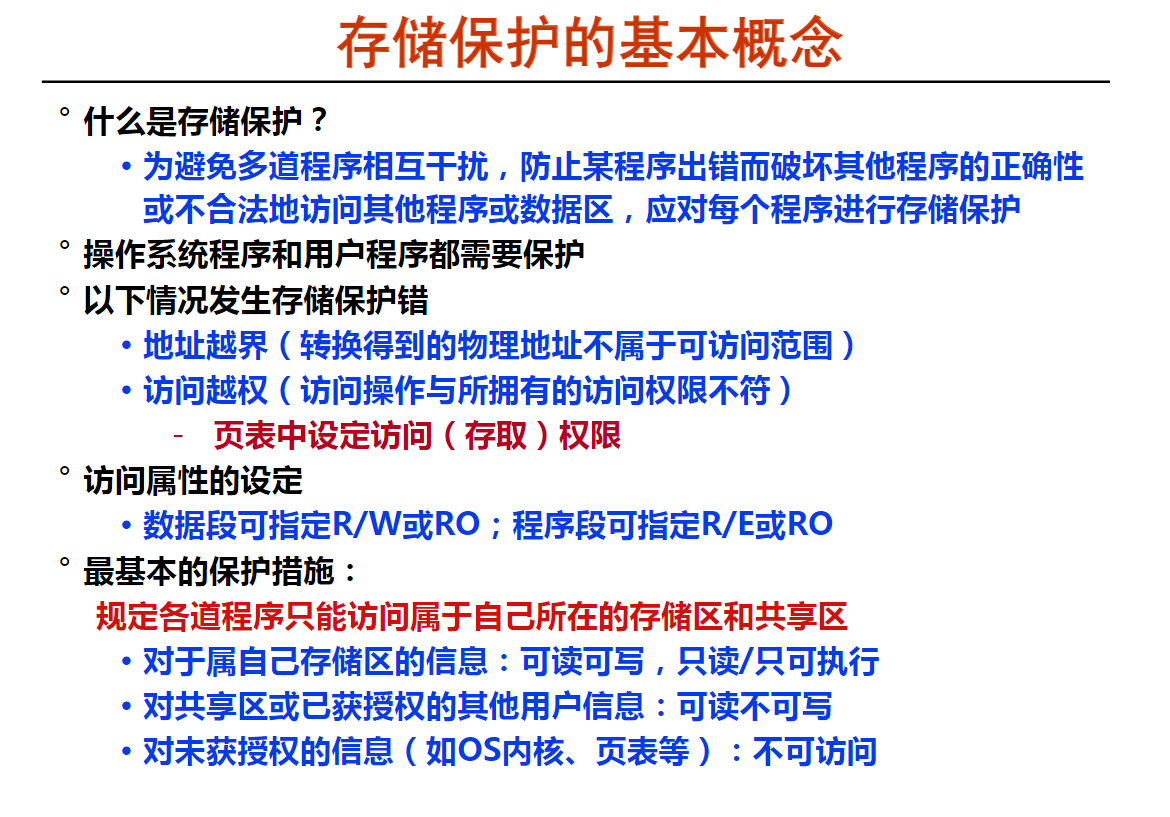 存储保护的基本概念
° 什么是存储保护？
• 为避免多道程序相互干扰，防止某程序出错而破坏其他程序的正确性
或不合法地访问其他程序或数据区，应对每个程序进行存储保护
° 操作系统程序和用户程序都需要保护
° 以下情况发生存储保护错
• 地址越界（转换得到的物理地址不属于可访问范围）
• 访问越权（访问操作与所拥有的访问权限不符）
- 页表中设定访问（存取）权限
° 访问属性的设定
• 数据段可指定R/W或RO；程序段可指定R/E或RO
° 最基本的保护措施：
规定各道程序只能访问属于自己所在的存储区和共享区
• 对于属自己存储区的信息：可读可写，只读/只可执行
• 对共享区或已获授权的其他用户信息：可读不可写
• 对未获授权的信息（如OS内核、页表等）：不可访问